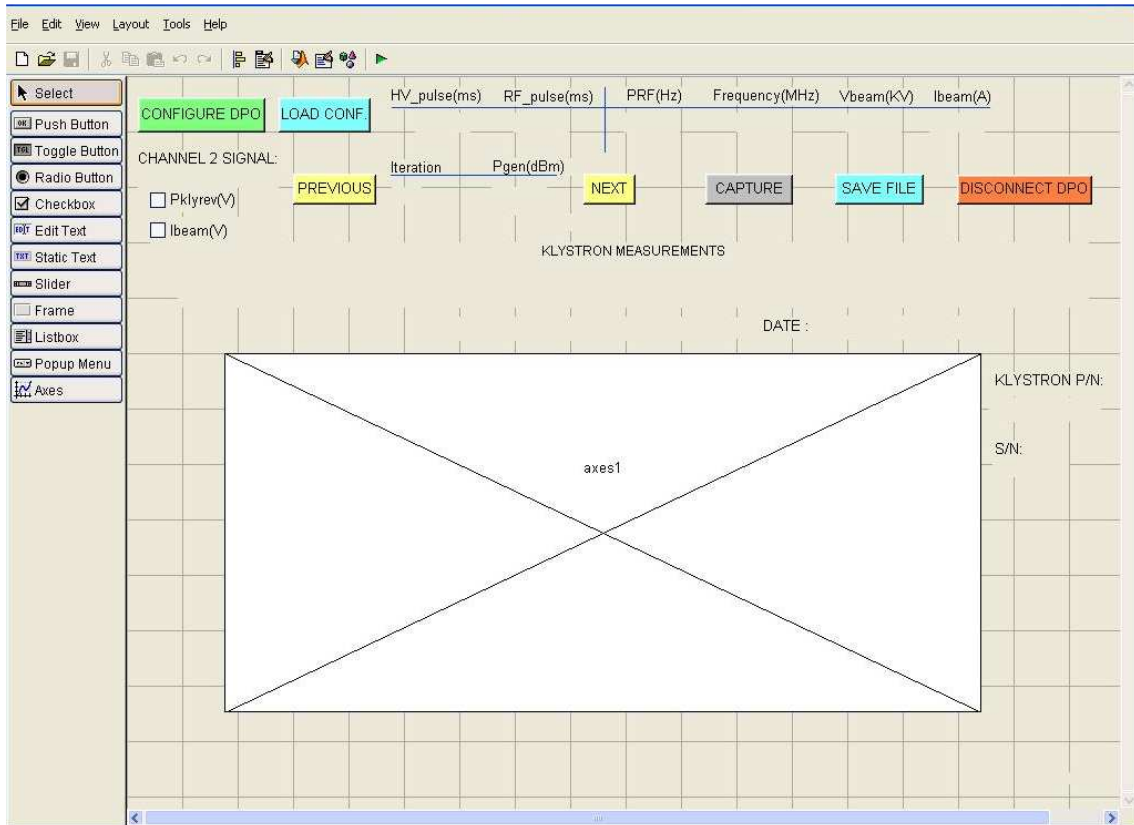 File Edit View Layout Tools Help
Select
Push Button
Toggle Button
Radio Button
Checkbox
Edit Text
Static Text
Slider
Frame
Listbox
Popup Menu
Axes
CONFIGURE DPO LOAD CONF. HV_pulse(ms) RF_pulse(ms) PRF(Hz) Frequency(MHz) Vbeam(KV) Ibeam(A)
CHANNEL 2 SIGNAL: Iteration Pgen(dBm)
PREVIOUS NEXT CAPTURE SAVE FILE DISCONNECT DPO
Pklyrev(V)
Ibeam(V)
KLYSTRON MEASUREMENTS
DATE :
KLYSTRON P/N:
S/N:
axes1